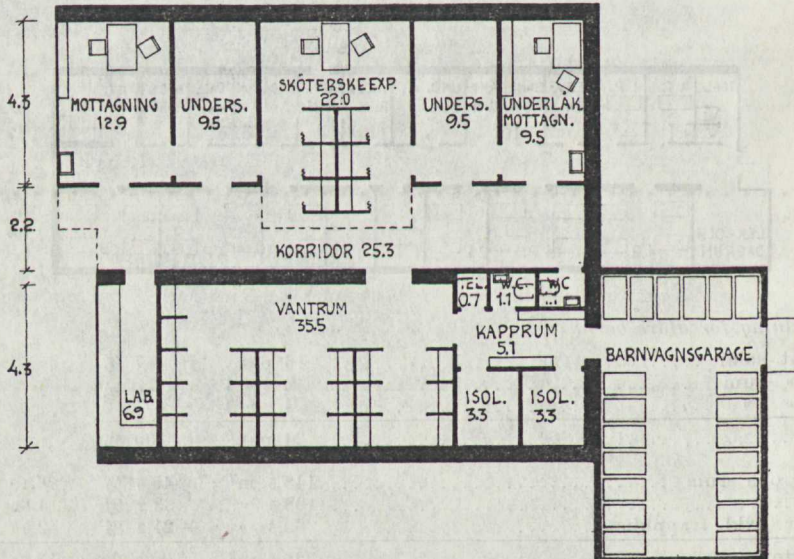 MOTTAGNING
12.9
UNDERS.
9.5
SKÖTERSKEEXP.
22.0
UNDERS.
9.5
UNDERLÄK.
MOTTAGN.
9.5
4.3
2.2
4.3
KORRIDOR 25.3
VÄNTRUM
35.5
EL.
0.7
W.C.
1.1
WC
KAPPRUM
5.1
LAB.
6.9
ISOL.
3.3
ISOL.
3.3
BARNVAGNSGARAGE